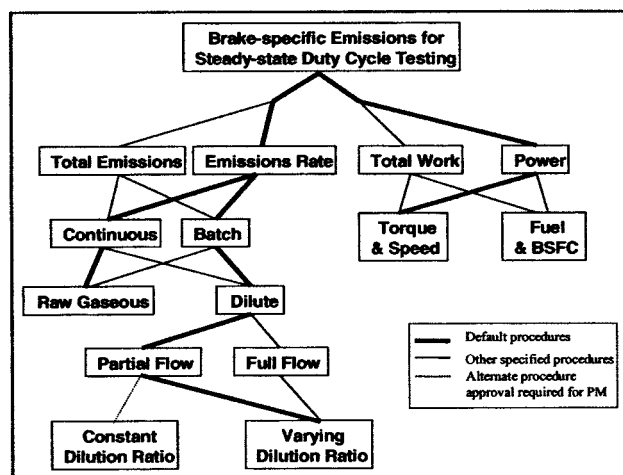 Brake-specific Emissions for
Steady-state Duty Cycle Testing
Total Emissions
Emissions Rate
Total Work
Power
Continuous
Batch
Torque
& Speed
Fuel
& BSFC
Raw Gaseous
Dilute
Partial Flow
Full Flow
Constant
Dilution Ratio
Varying
Dilution Ratio
Default procedures
Other specified procedures
Alternate procedure
approval required for PM